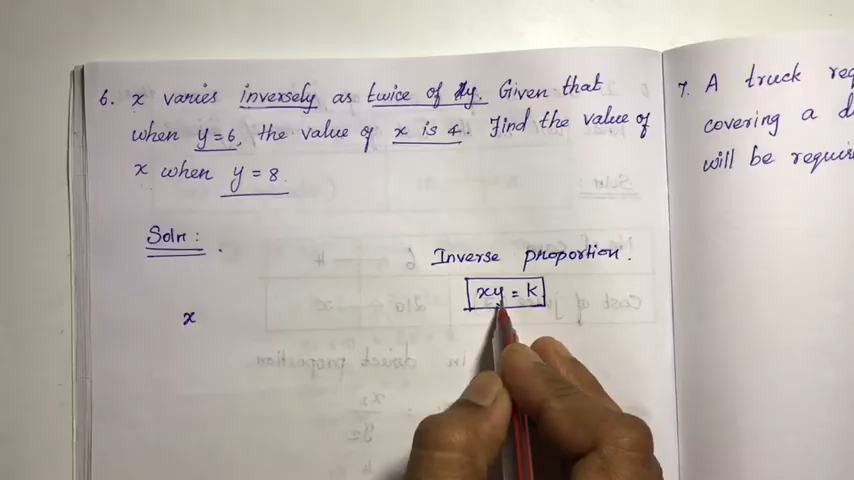 6. x varies inversely as twice of y. Given that
when y = 6, the value of x is 4. Find the value of
x when y = 8.
Soln :
Inverse proportion.
xy = k
x
7. A truck req
covering a d
will be require